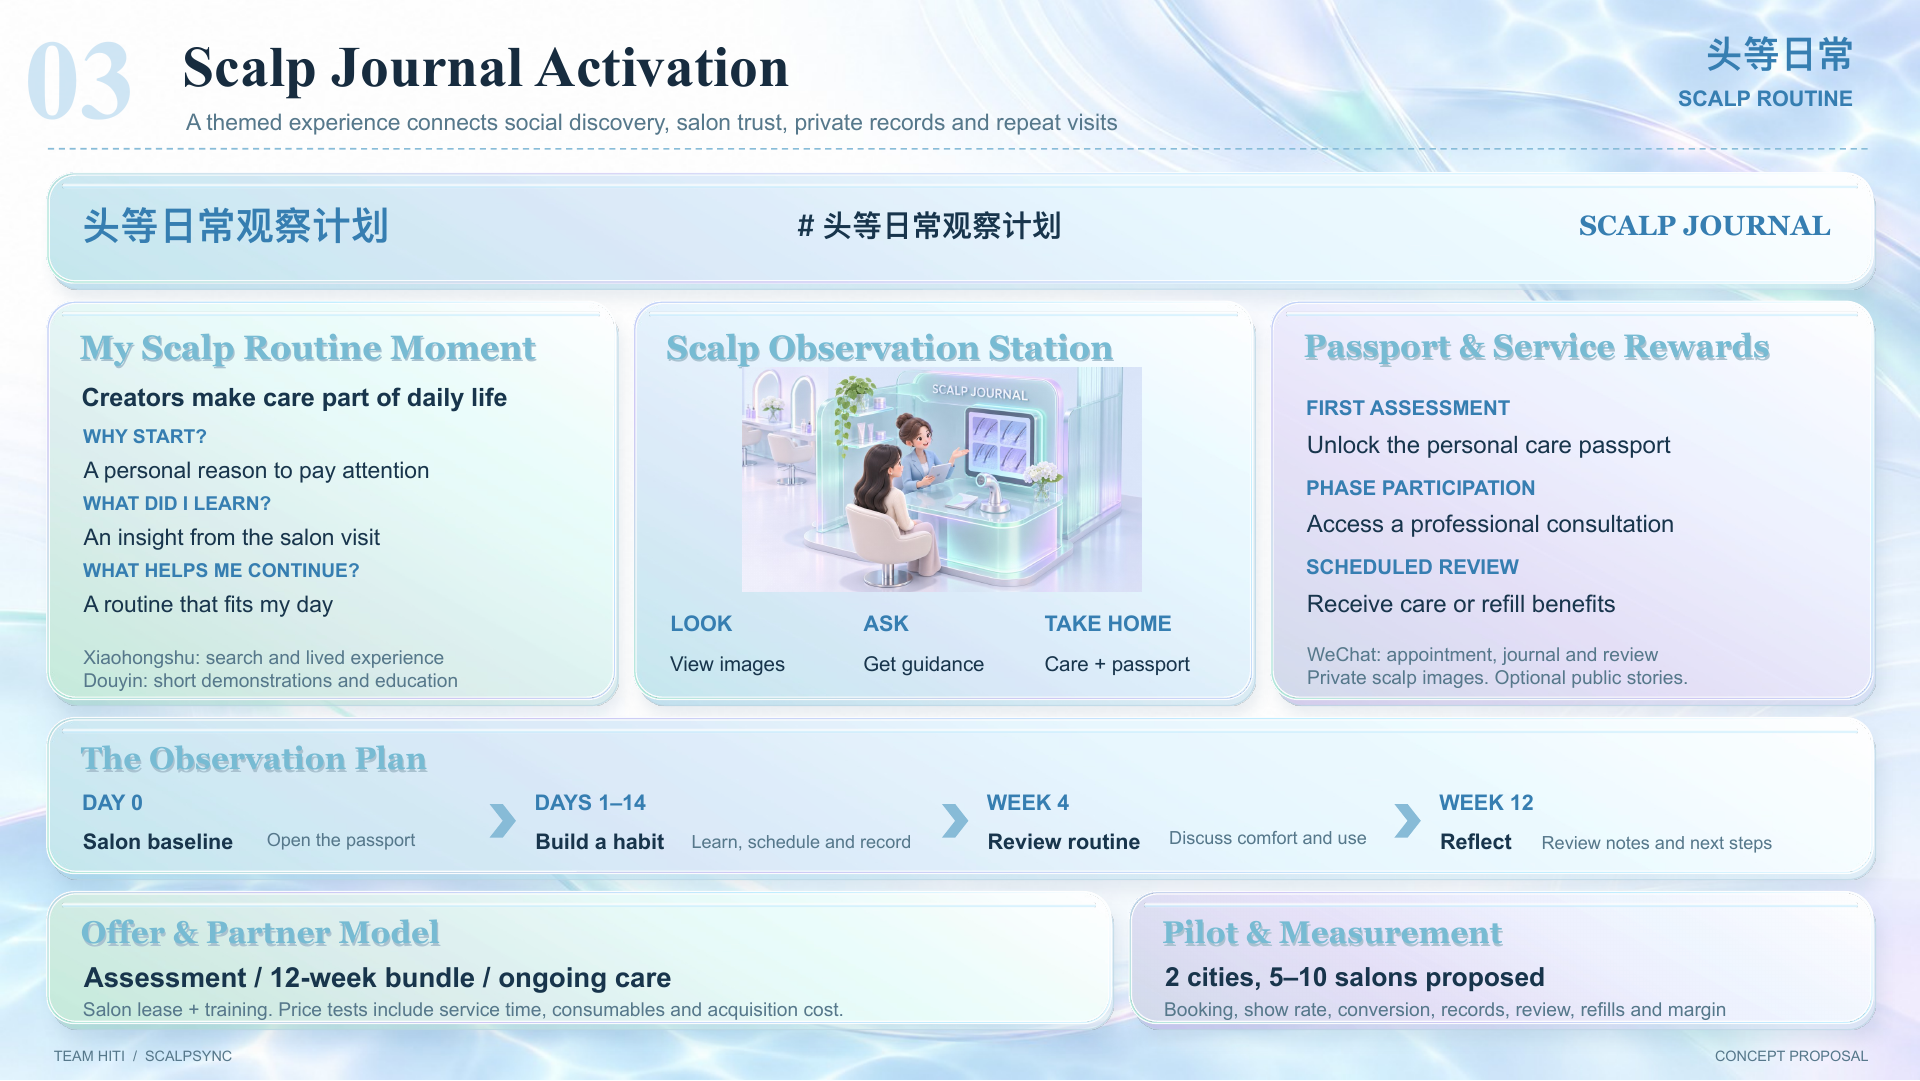 03
Scalp Journal Activation
A themed experience connects social discovery, salon trust, private records and repeat visits
头等日常
SCALP ROUTINE
头等日常观察计划
# 头等日常观察计划
SCALP JOURNAL
My Scalp Routine Moment
Creators make care part of daily life
WHY START?
A personal reason to pay attention
WHAT DID I LEARN?
An insight from the salon visit
WHAT HELPS ME CONTINUE?
A routine that fits my day
Xiaohongshu: search and lived experience
Douyin: short demonstrations and education
Scalp Observation Station
SCALP JOURNAL
LOOK
View images
ASK
Get guidance
TAKE HOME
Care + passport
Passport & Service Rewards
FIRST ASSESSMENT
Unlock the personal care passport
PHASE PARTICIPATION
Access a professional consultation
SCHEDULED REVIEW
Receive care or refill benefits
WeChat: appointment, journal and review
Private scalp images. Optional public stories.
The Observation Plan
DAY 0
Salon baseline
Open the passport
DAYS 1–14
Build a habit
Learn, schedule and record
WEEK 4
Review routine
Discuss comfort and use
WEEK 12
Reflect
Review notes and next steps
Offer & Partner Model
Assessment / 12-week bundle / ongoing care
Salon lease + training. Price tests include service time, consumables and acquisition cost.
Pilot & Measurement
2 cities, 5–10 salons proposed
Booking, show rate, conversion, records, review, refills and margin
TEAM HITI / SCALPSYNC
CONCEPT PROPOSAL